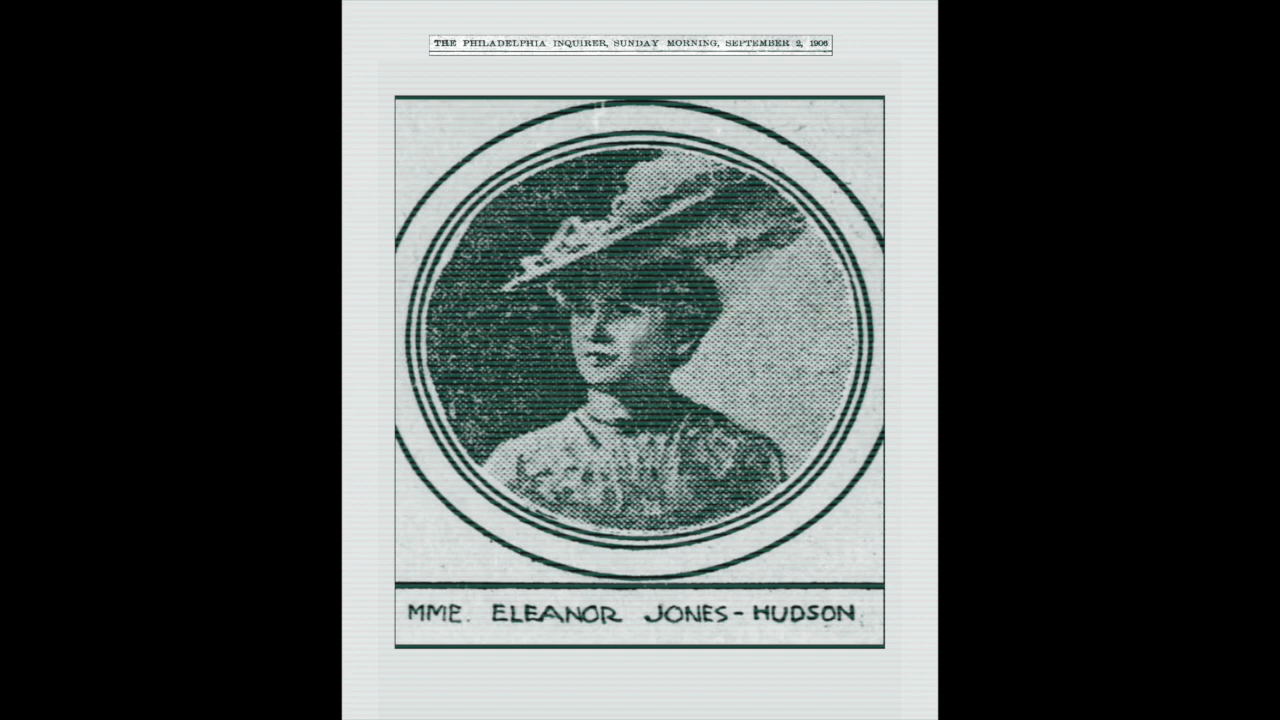 THE PHILADELPHIA INQUIRER, SUNDAY MORNING, SEPTEMBER 2, 1906
MME. ELEANOR JONES-HUDSON